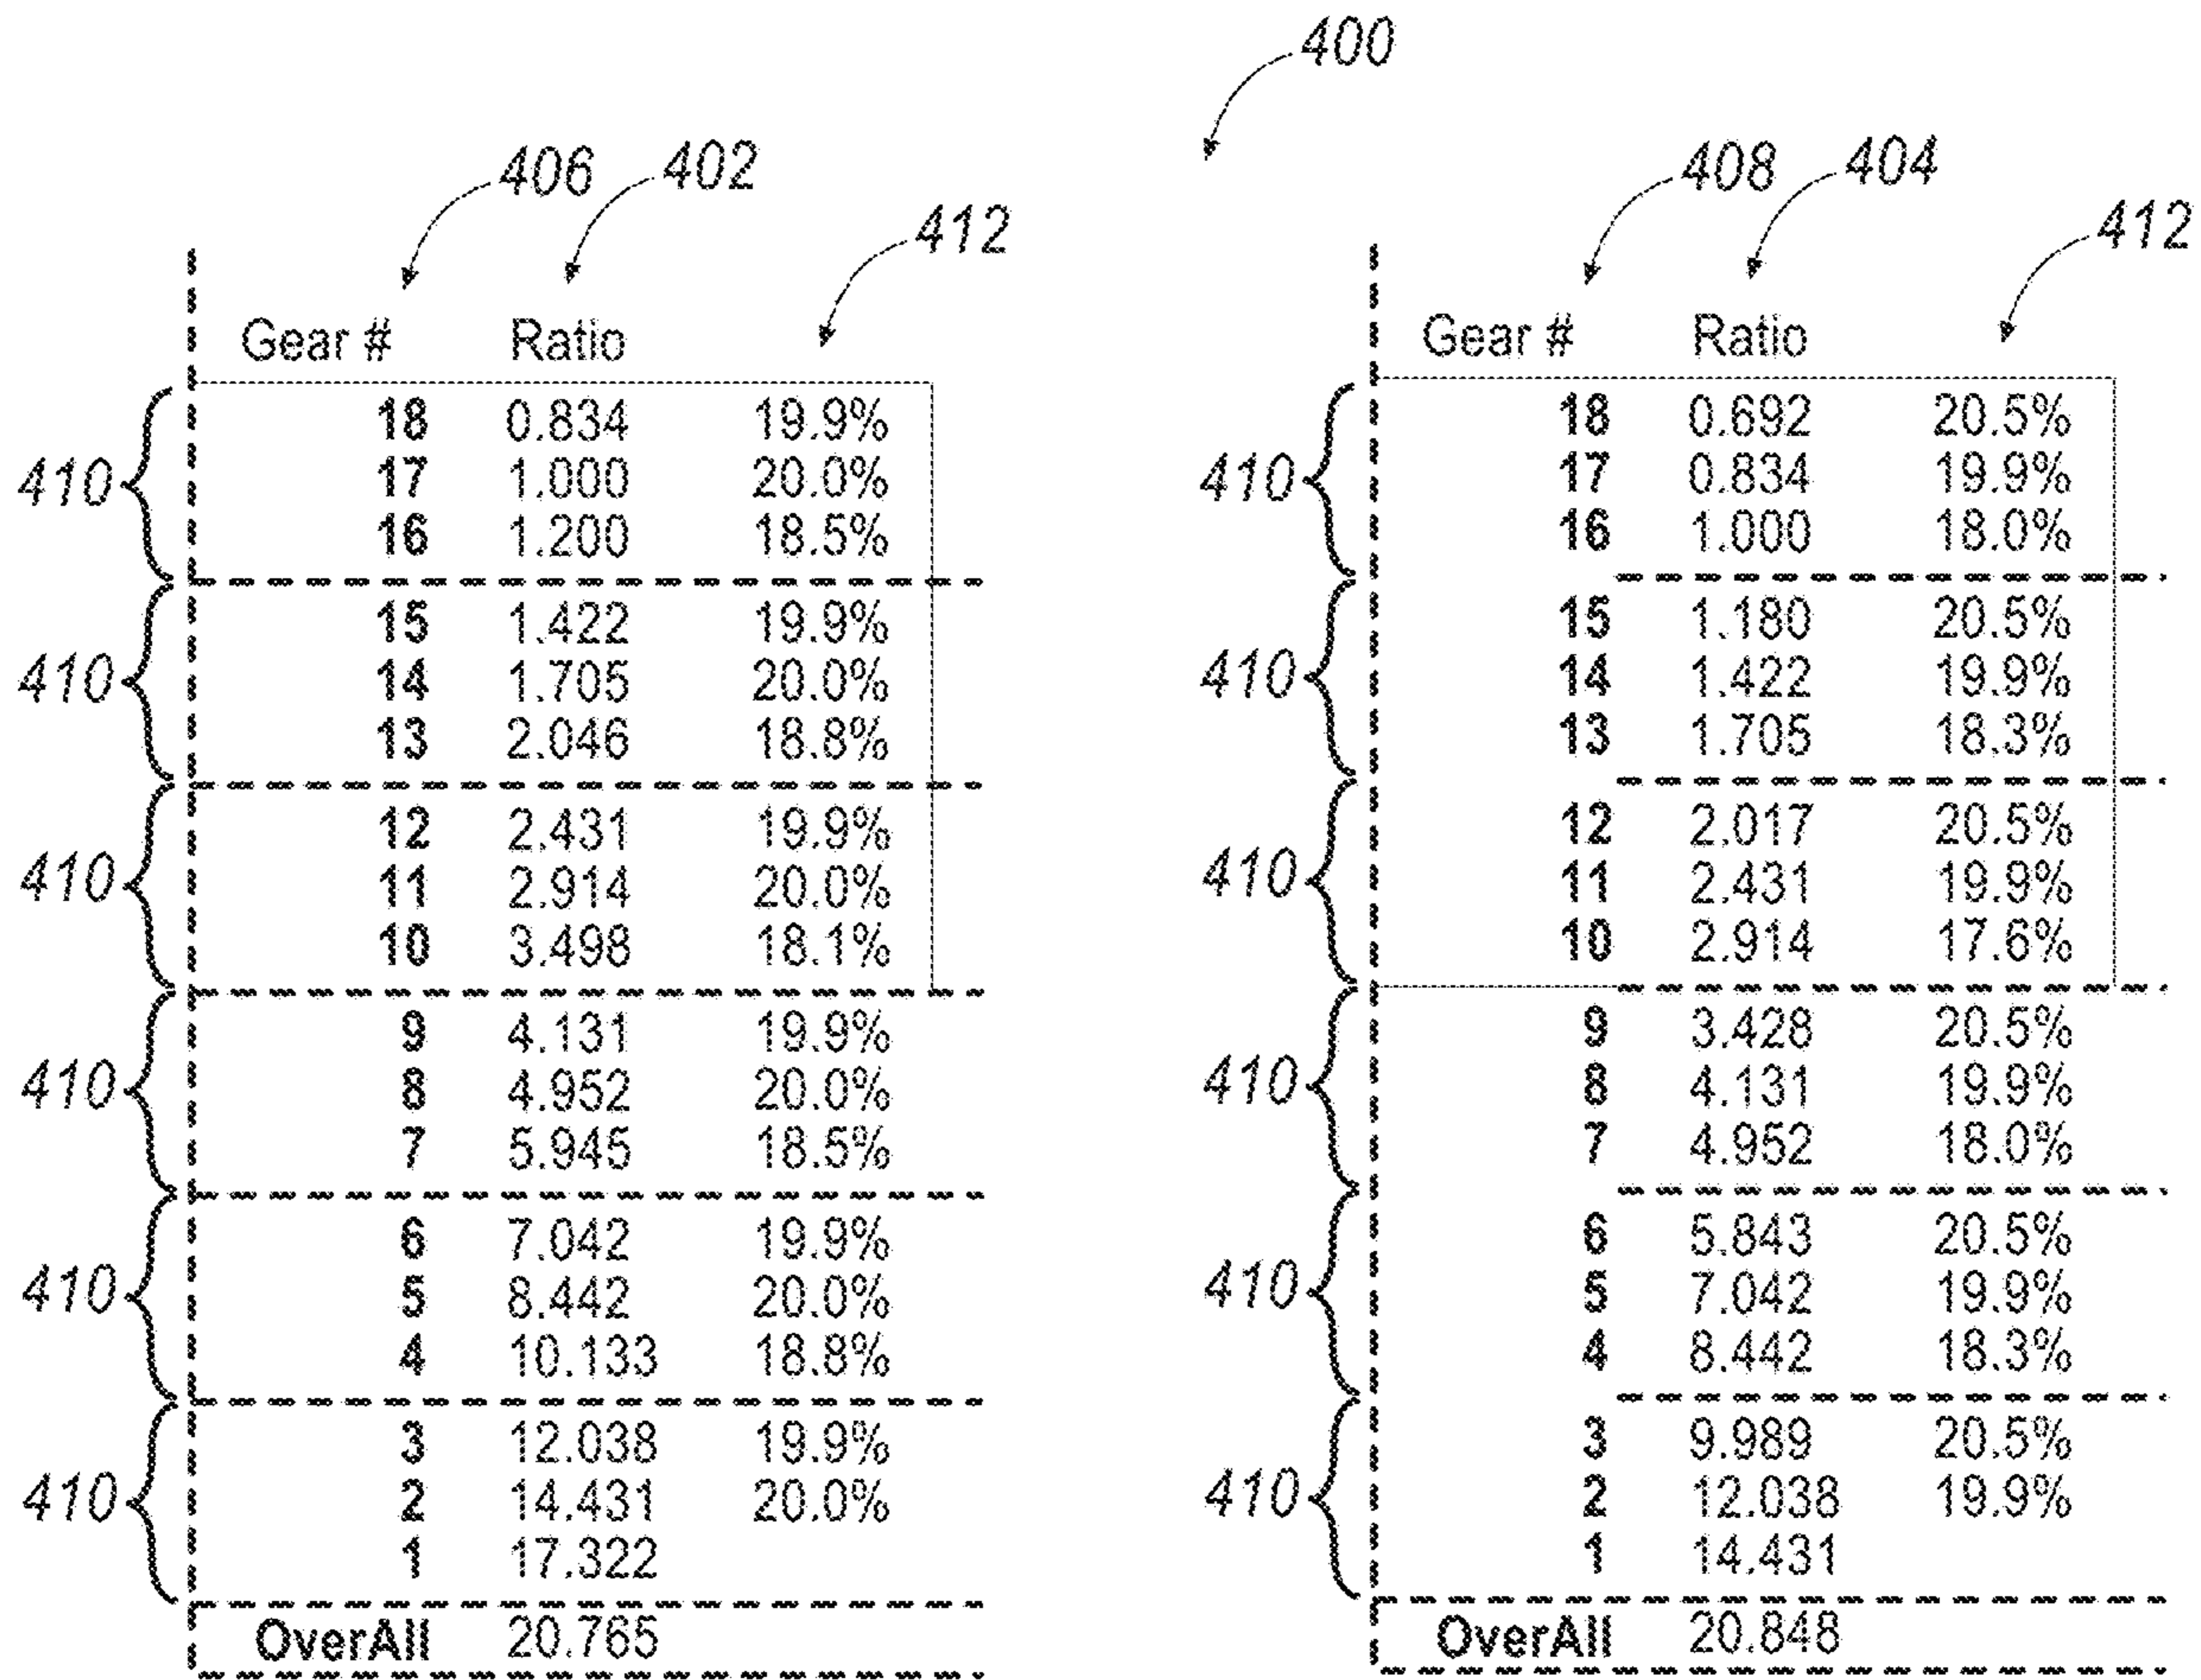 400
406 402 412
Gear # Ratio
410
18 0.834 19.9%
17 1.000 20.0%
16 1.200 18.5%
410
15 1.422 19.9%
14 1.705 20.0%
13 2.046 18.8%
410
12 2.431 19.9%
11 2.914 20.0%
10 3.498 18.1%
410
9 4.131 19.9%
8 4.952 20.0%
7 5.945 18.5%
410
6 7.042 19.9%
5 8.442 20.0%
4 10.133 18.8%
410
3 12.038 19.9%
2 14.431 20.0%
1 17.322
OverAll 20.765
408 404 412
Gear # Ratio
410
18 0.692 20.5%
17 0.834 19.9%
16 1.000 18.0%
410
15 1.180 20.5%
14 1.422 19.9%
13 1.705 18.3%
410
12 2.017 20.5%
11 2.431 19.9%
10 2.914 17.6%
410
9 3.428 20.5%
8 4.131 19.9%
7 4.952 18.0%
410
6 5.843 20.5%
5 7.042 19.9%
4 8.442 18.3%
410
3 9.989 20.5%
2 12.038 19.9%
1 14.431
OverAll 20.848